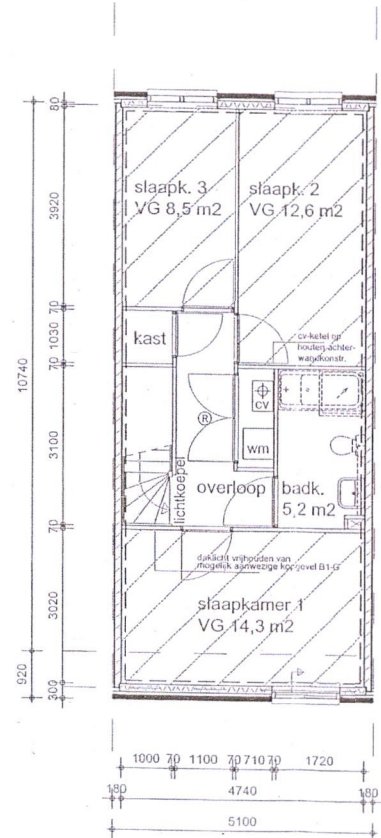 slaapk. 3
VG 8,5 m2
slaapk. 2
VG 12,6 m2
kast
cv-ketel op
houten achter-
wandkonstr.
cv
R
wm
lichtkoepel
overloop
badk.
5,2 m2
dakacht vrijhouden van
mogelijk aanwezige kopgevel B1-G
slaapkamer 1
VG 14,3 m2
80
3920
70
1030
70
3100
70
3020
300
10740
920
1000 70 1100 70 710 70 1720
180 4740 180
5100